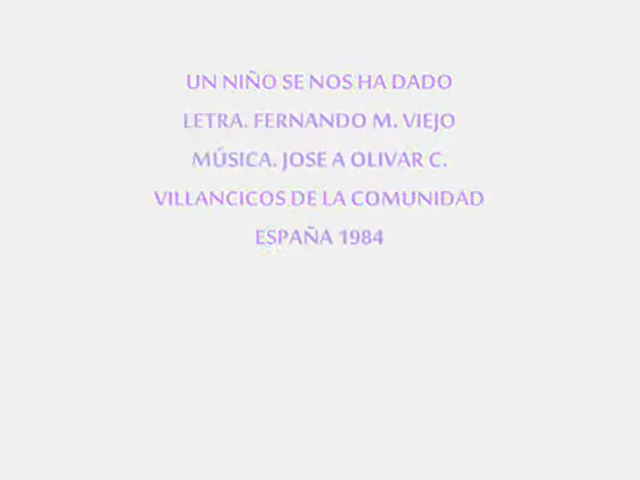 UN NIÑO SE NOS HA DADO
LETRA. FERNANDO M. VIEJO
MÚSICA. JOSE A OLIVAR C.
VILLANCICOS DE LA COMUNIDAD
ESPAÑA 1984